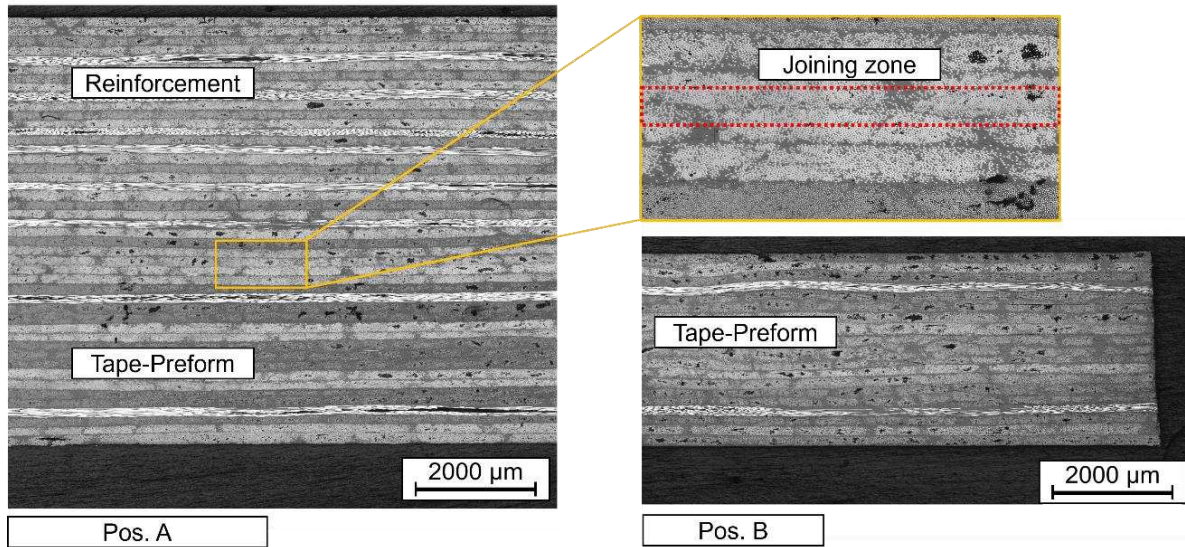 Reinforcement
Tape-Preform
2000 µm
Pos. A
Joining zone
Tape-Preform
2000 µm
Pos. B